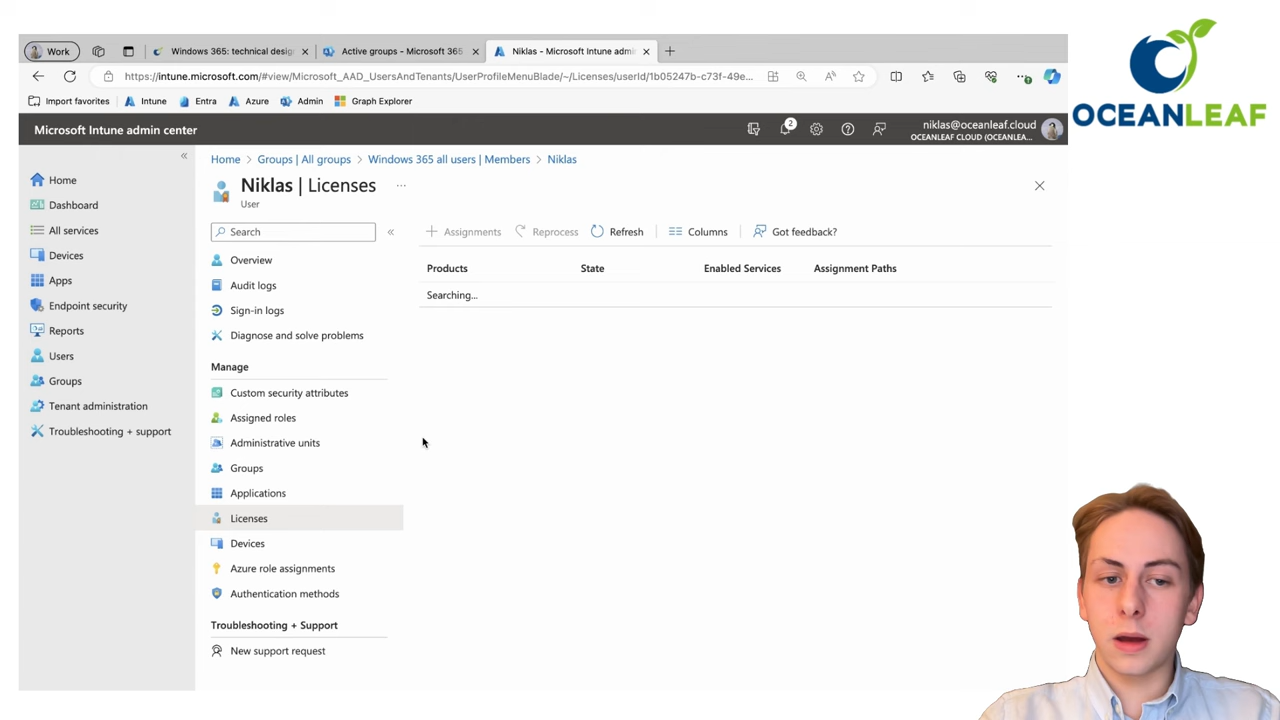 Work
Windows 365: technical desig
Active groups - Microsoft 365
Niklas - Microsoft Intune admin
https://intune.microsoft.com/#view/Microsoft_AAD_UsersAndTenants/UserProfileMenuBlade/~/Licenses/userId/1b05247b-c73f-49e...
Import favorites
Intune
Entra
Azure
Admin
Graph Explorer
OCEANLEAF
Microsoft Intune admin center
2
niklas@oceanleaf.cloud
OCEANLEAF CLOUD (OCEANLEA...
Home > Groups | All groups > Windows 365 all users | Members > Niklas
Niklas | Licenses ...
User
Home
Dashboard
All services
Devices
Apps
Endpoint security
Reports
Users
Groups
Tenant administration
Troubleshooting + support
Search
Overview
Audit logs
Sign-in logs
Diagnose and solve problems
Manage
Custom security attributes
Assigned roles
Administrative units
Groups
Applications
Licenses
Devices
Azure role assignments
Authentication methods
Troubleshooting + Support
New support request
Assignments
Reprocess
Refresh
Columns
Got feedback?
Products State Enabled Services Assignment Paths
Searching...